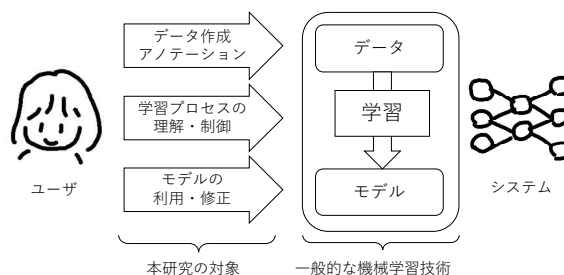 データ作成
アノテーション
データ
学習プロセスの
理解・制御
学習
モデルの
利用・修正
モデル
ユーザ
システム
本研究の対象
一般的な機械学習技術